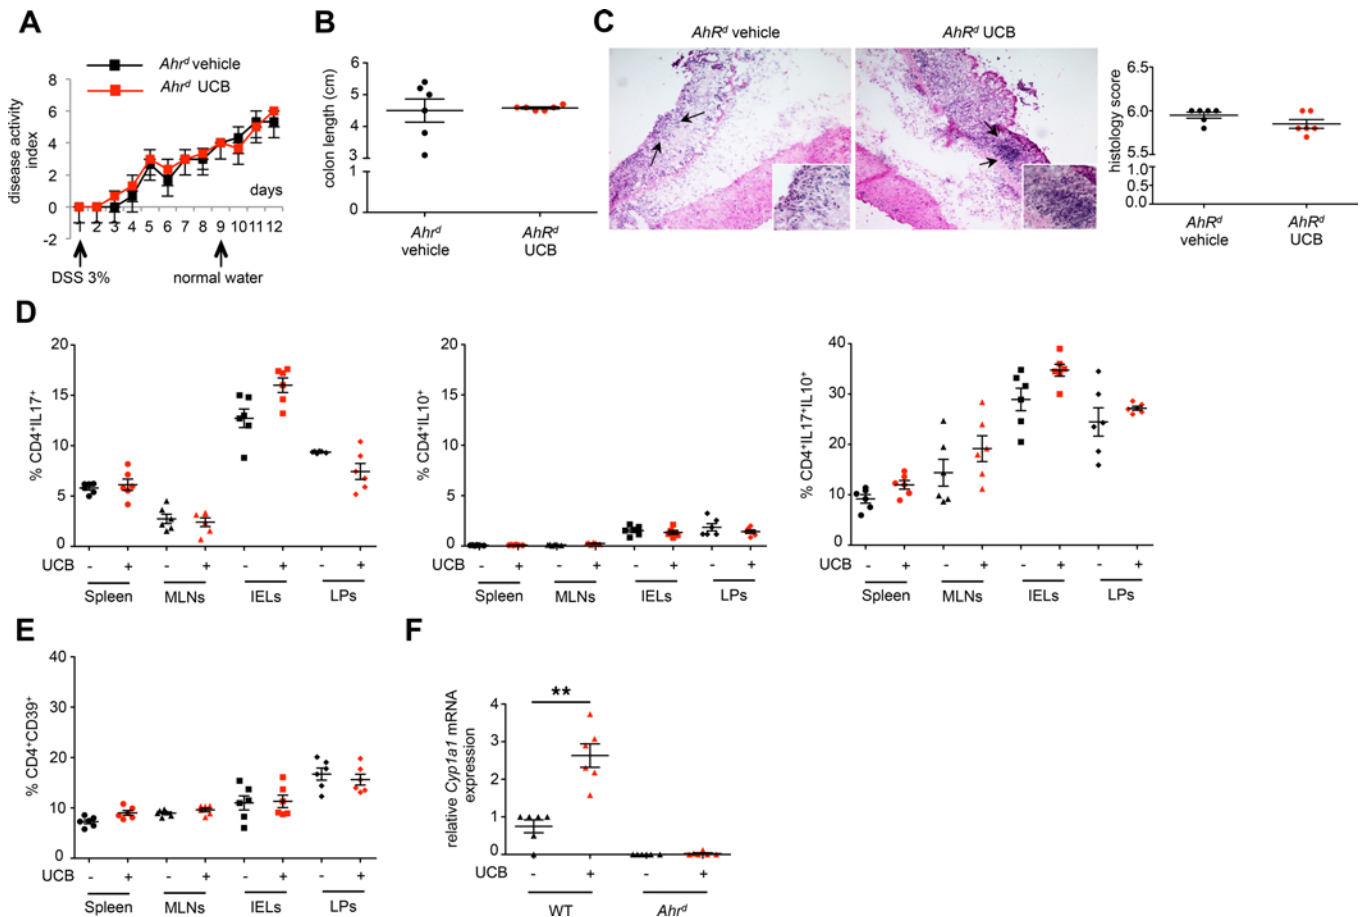 A
Ahrᵈ vehicle
Ahrᵈ UCB
disease activity
index
8
6
4
2
0
-2
days
1 2 3 4 5 6 7 8 9 10 11 12
DSS 3%
normal water
B
colon length (cm)
6
5
4
3
1
0
Ahrᵈ
vehicle
Ahrᵈ
UCB
C
AhRᵈ vehicle
AhRᵈ UCB
histology score
6.5
6.0
5.5
1.0
0.5
0.0
AhRᵈ
vehicle
AhRᵈ
UCB
D
% CD4⁺IL17⁺
20
15
10
5
0
UCB - + - + - + - +
Spleen MLNs IELs LPs
% CD4⁺IL10⁺
20
15
10
5
0
UCB - + - + - + - +
Spleen MLNs IELs LPs
% CD4⁺IL17⁺IL10⁺
40
30
20
10
0
UCB - + - + - + - +
Spleen MLNs IELs LPs
E
% CD4⁺CD39⁺
40
30
20
10
0
UCB - + - + - + - +
Spleen MLNs IELs LPs
F
relative Cyp1a1 mRNA
expression
4
3
2
1
0
**
UCB - + - +
WT Ahrᵈ